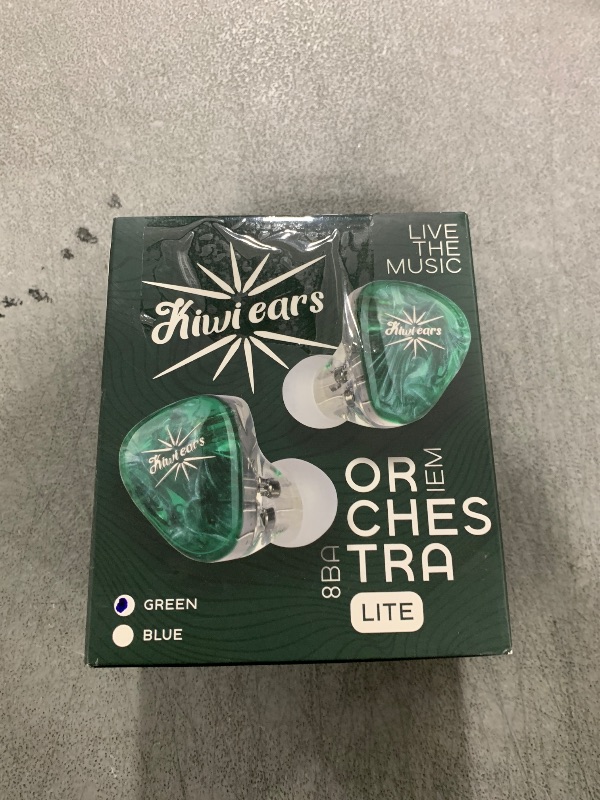 LIVE
THE
MUSIC
Kiwi ears
Kiwi ears
Kiwi ears
OR
IEM
CHES
8BA
TRA
LITE
GREEN
BLUE